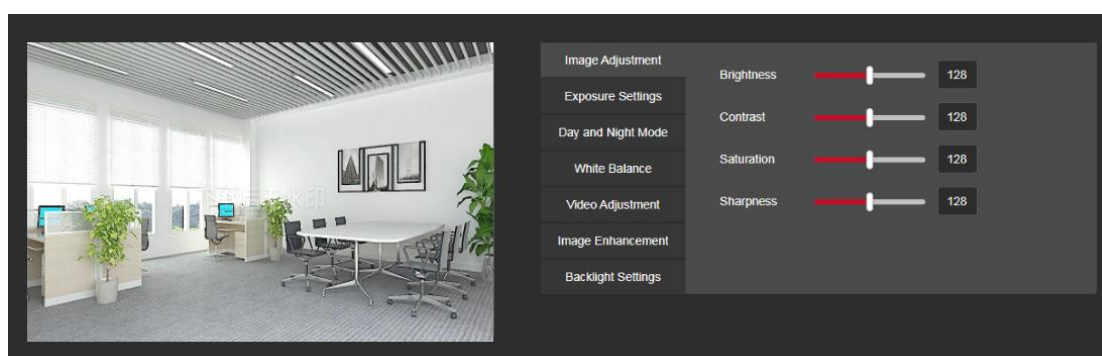 Image Adjustment
Exposure Settings
Day and Night Mode
White Balance
Video Adjustment
Image Enhancement
Backlight Settings
Brightness 128
Contrast 128
Saturation 128
Sharpness 128